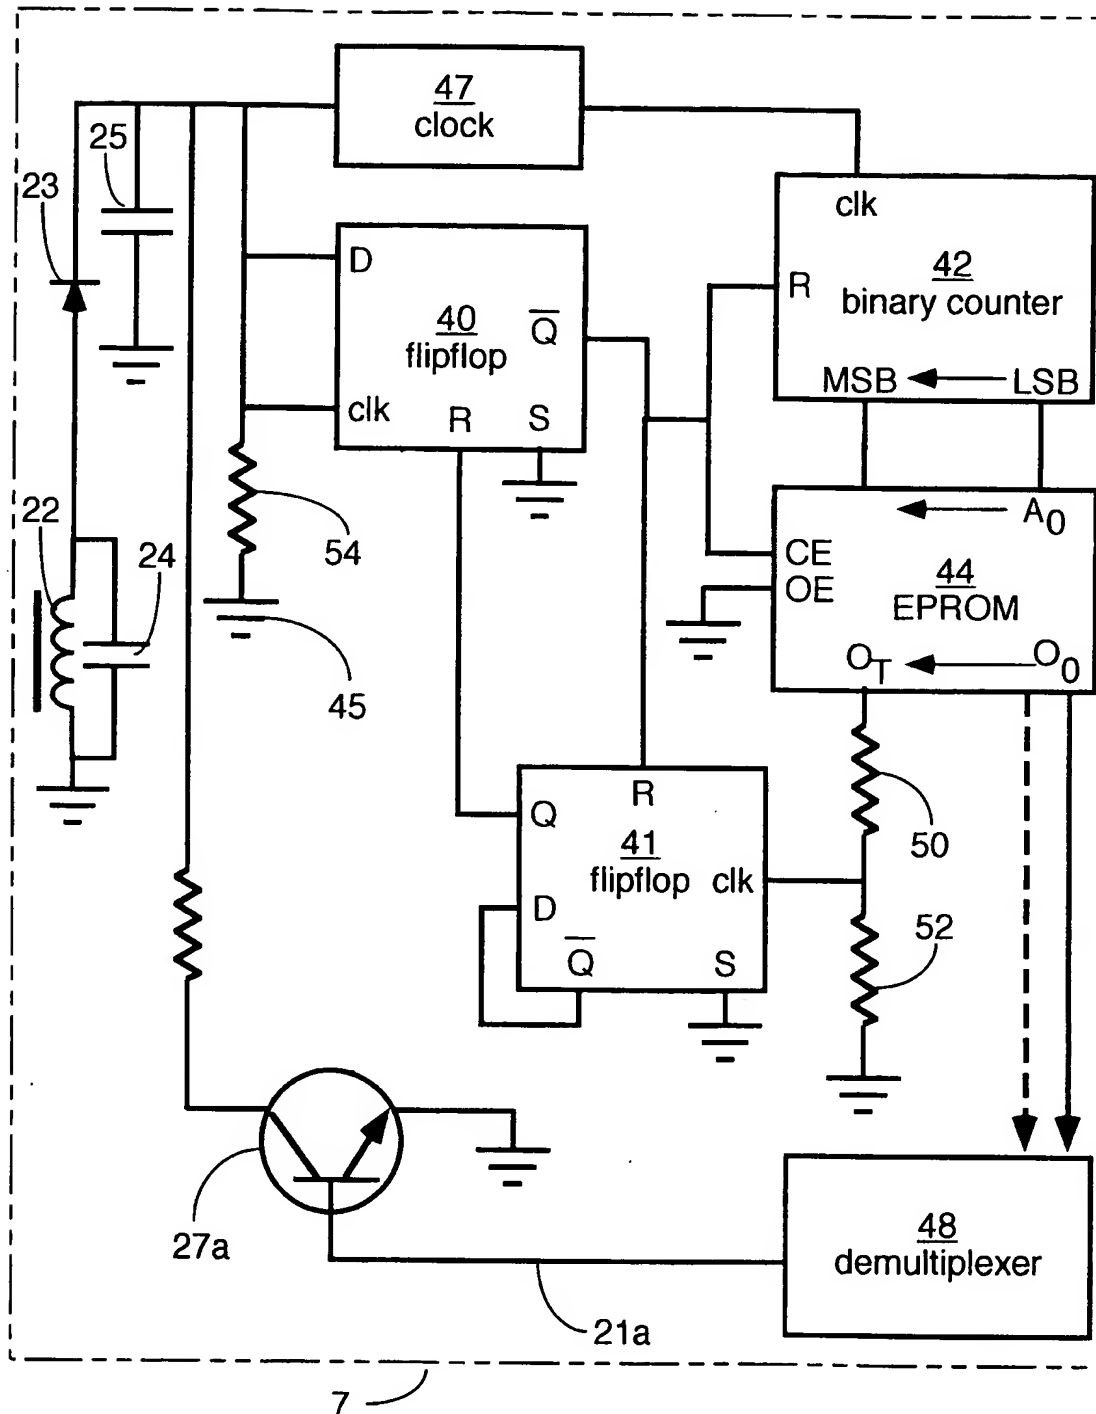 47
clock
25
23
clk
42
binary counter
R
MSB LSB
D
40
flipflop
Q̅
clk
R
S
22
24
54
45
A0
CE
OE
44
EPROM
OT O0
50
R
Q
41
flipflop
clk
D
Q̅
S
52
27a
48
demultiplexer
21a
7